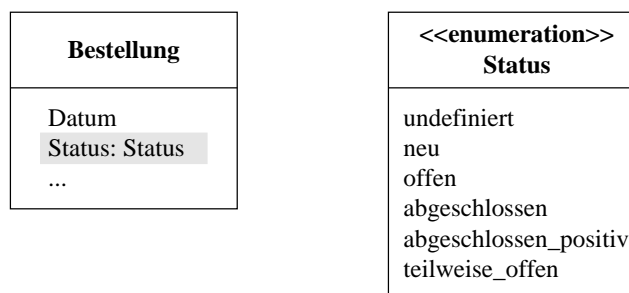 Bestellung
Datum
Status: Status
...
<<enumeration>>
Status
undefiniert
neu
offen
abgeschlossen
abgeschlossen_positiv
teilweise_offen